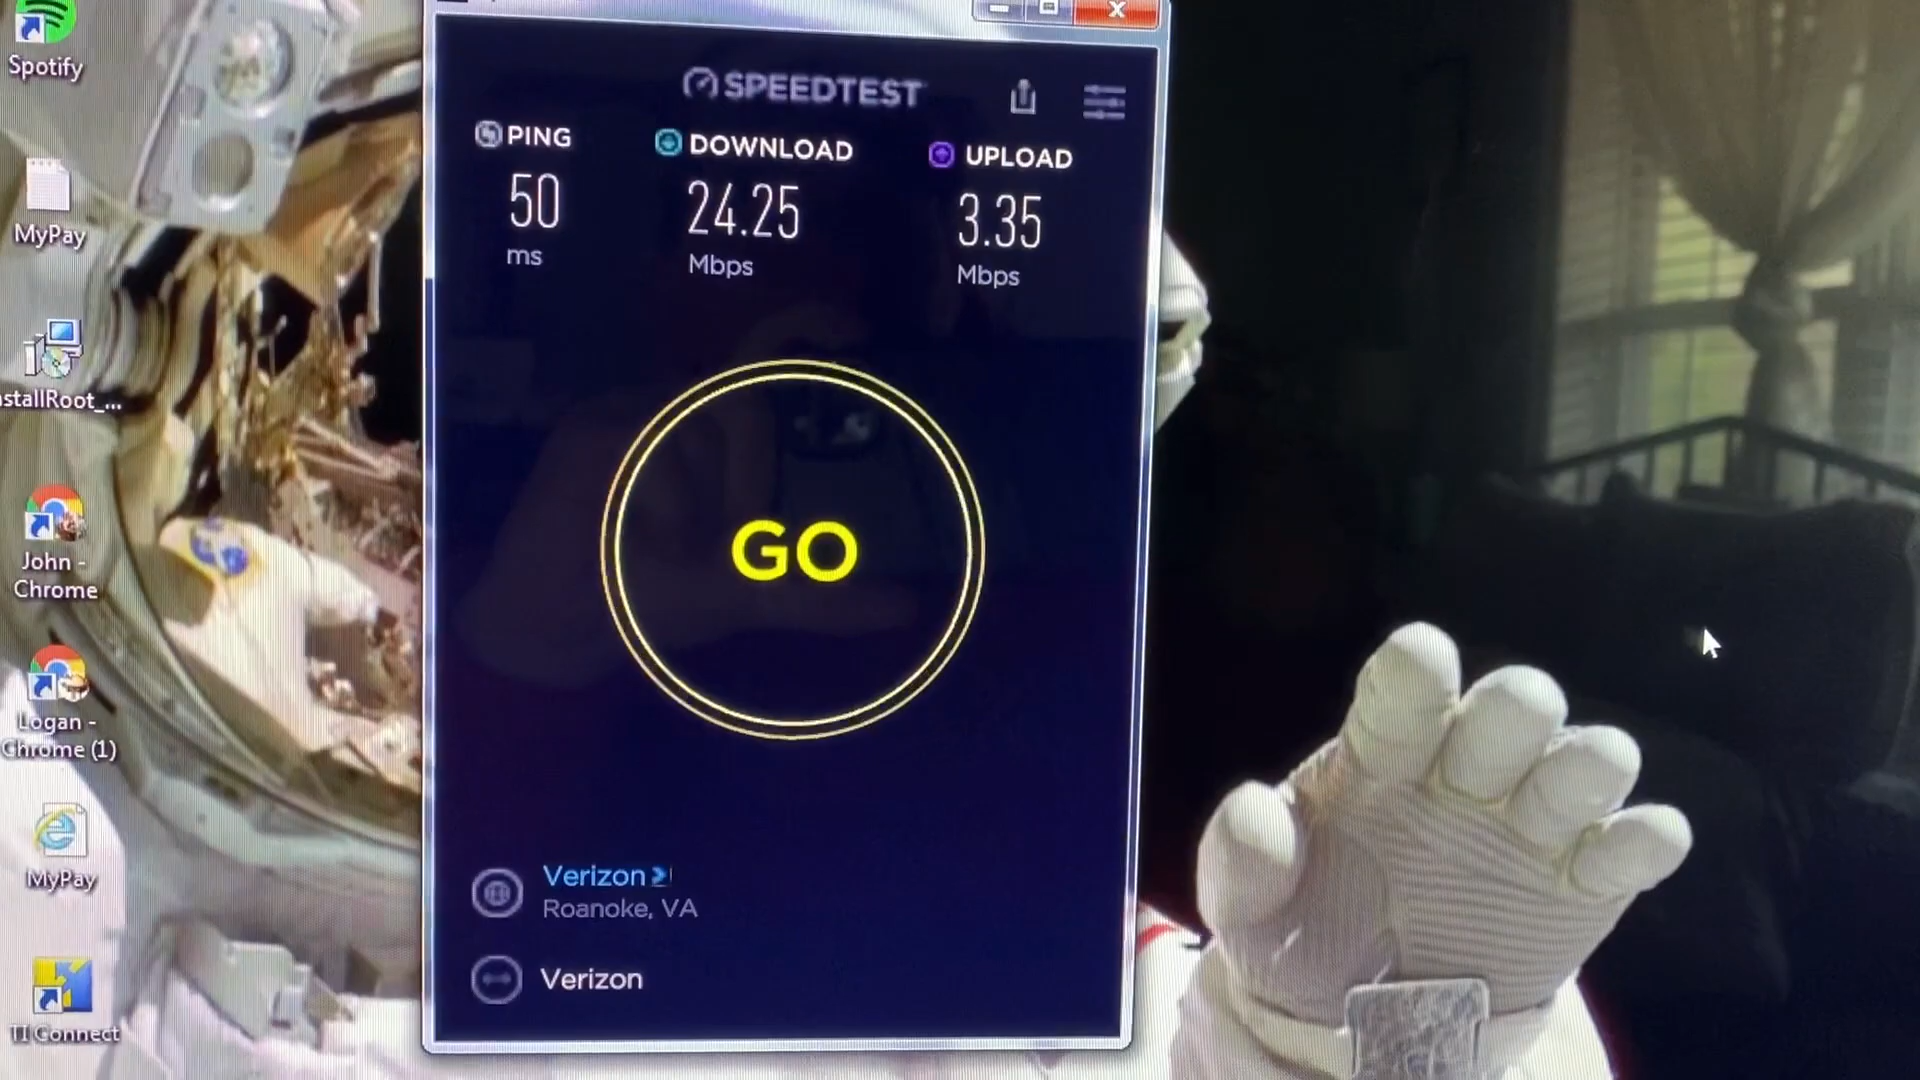 Spotify
MyPay
John -
Chrome
Logan -
Chrome (1)
MyPay
TI Connect
SPEEDTEST
PING
50
ms
DOWNLOAD
24.25
Mbps
UPLOAD
3.35
Mbps
GO
Verizon
Roanoke, VA
Verizon